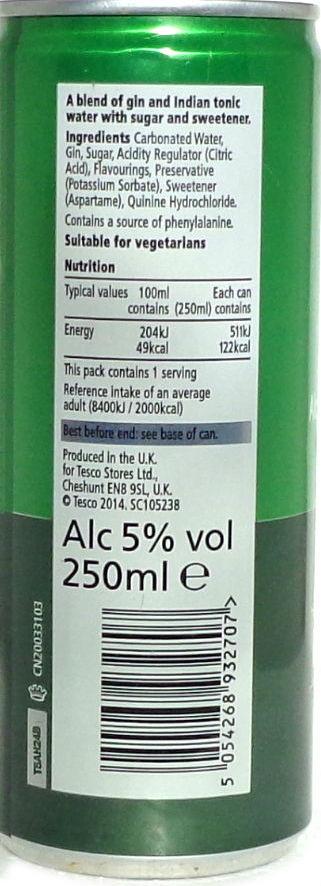 A blend of gin and Indian tonic
water with sugar and sweetener.
Ingredients Carbonated Water,
Gin, Sugar, Acidity Regulator (Citric
Acid), Flavourings, Preservative
(Potassium Sorbate), Sweetener
(Aspartame), Quinine Hydrochloride.
Contains a source of phenylalanine.
Suitable for vegetarians
Nutrition
Typical values 100ml Each can
contains (250ml) contains
Energy 204kJ 511kJ
49kcal 122kcal
This pack contains 1 serving
Reference intake of an average
adult (8400kJ / 2000kcal)
Best before end: see base of can.
Produced in the U.K.
for Tesco Stores Ltd.,
Cheshunt EN8 9SL, U.K.
© Tesco 2014. SC105238
Alc 5% vol
250ml e
5 054268 932707 >
CN20033103
TSAH24B